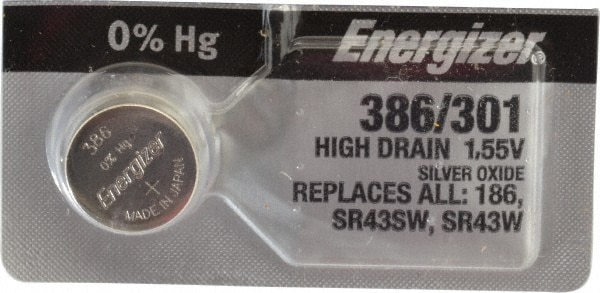 0% Hg
Energizer
386/301
HIGH DRAIN 1.55V
SILVER OXIDE
REPLACES ALL: 186,
SR43SW, SR43W
386
0% Hg
Energizer
+
MADE IN JAPAN